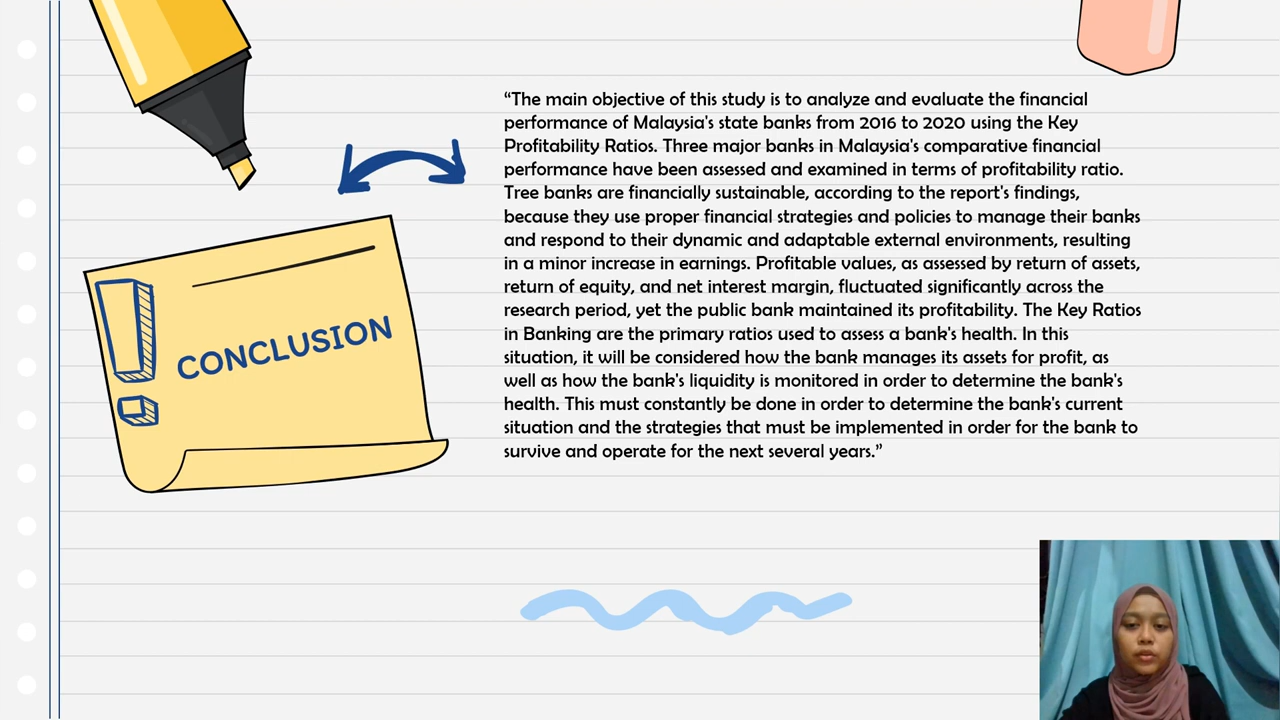 CONCLUSION
“The main objective of this study is to analyze and evaluate the financial
performance of Malaysia's state banks from 2016 to 2020 using the Key
Profitability Ratios. Three major banks in Malaysia's comparative financial
performance have been assessed and examined in terms of profitability ratio.
Tree banks are financially sustainable, according to the report's findings,
because they use proper financial strategies and policies to manage their banks
and respond to their dynamic and adaptable external environments, resulting
in a minor increase in earnings. Profitable values, as assessed by return of assets,
return of equity, and net interest margin, fluctuated significantly across the
research period, yet the public bank maintained its profitability. The Key Ratios
in Banking are the primary ratios used to assess a bank's health. In this
situation, it will be considered how the bank manages its assets for profit, as
well as how the bank's liquidity is monitored in order to determine the bank's
health. This must constantly be done in order to determine the bank's current
situation and the strategies that must be implemented in order for the bank to
survive and operate for the next several years.”